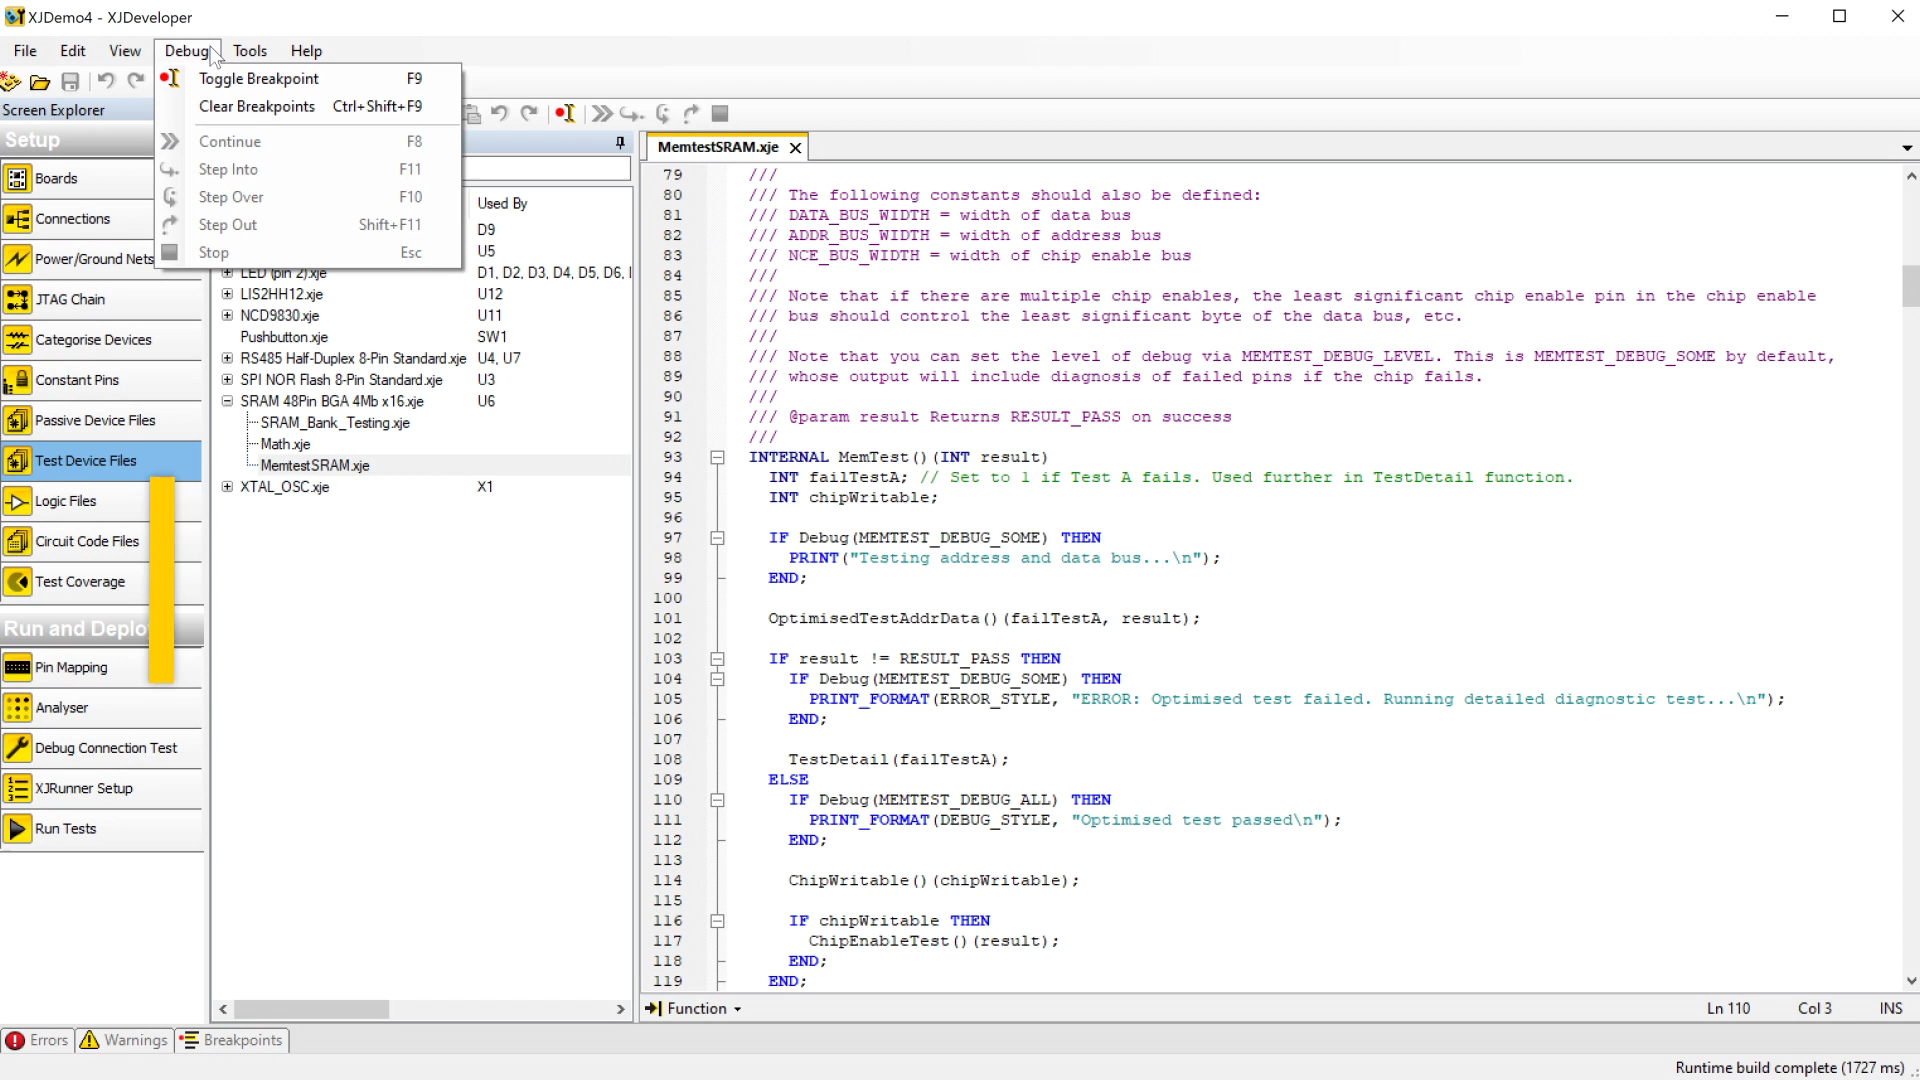 XJDemo4 - XJDeveloper
File Edit View Debug Tools Help
Toggle Breakpoint F9
Clear Breakpoints Ctrl+Shift+F9
Continue F8
Step Into F11
Step Over F10
Step Out Shift+F11
Stop Esc
Screen Explorer
Setup
Boards
Connections
Power/Ground Nets
JTAG Chain
Categorise Devices
Constant Pins
Passive Device Files
Test Device Files
Logic Files
Circuit Code Files
Test Coverage
Run and Deplo
Pin Mapping
Analyser
Debug Connection Test
XJRunner Setup
Run Tests
Used By
D9
U5
LED (pin 2).xje D1, D2, D3, D4, D5, D6,
LIS2HH12.xje U12
NCD9830.xje U11
Pushbutton.xje SW1
RS485 Half-Duplex 8-Pin Standard.xje U4, U7
SPI NOR Flash 8-Pin Standard.xje U3
SRAM 48Pin BGA 4Mb x16.xje U6
SRAM_Bank_Testing.xje
Math.xje
MemtestSRAM.xje
XTAL_OSC.xje X1
MemtestSRAM.xje
79 ///
80 /// The following constants should also be defined:
81 /// DATA_BUS_WIDTH = width of data bus
82 /// ADDR_BUS_WIDTH = width of address bus
83 /// NCE_BUS_WIDTH = width of chip enable bus
84 ///
85 /// Note that if there are multiple chip enables, the least significant chip enable pin in the chip enable
86 /// bus should control the least significant byte of the data bus, etc.
87 ///
88 /// Note that you can set the level of debug via MEMTEST_DEBUG_LEVEL. This is MEMTEST_DEBUG_SOME by default,
89 /// whose output will include diagnosis of failed pins if the chip fails.
90 ///
91 /// @param result Returns RESULT_PASS on success
92 ///
93 INTERNAL MemTest()(INT result)
94 INT failTestA; // Set to 1 if Test A fails. Used further in TestDetail function.
95 INT chipWritable;
96
97 IF Debug(MEMTEST_DEBUG_SOME) THEN
98 PRINT("Testing address and data bus...\n");
99 END;
100
101 OptimisedTestAddrData()(failTestA, result);
102
103 IF result != RESULT_PASS THEN
104 IF Debug(MEMTEST_DEBUG_SOME) THEN
105 PRINT_FORMAT(ERROR_STYLE, "ERROR: Optimised test failed. Running detailed diagnostic test...\n");
106 END;
107
108 TestDetail(failTestA);
109 ELSE
110 IF Debug(MEMTEST_DEBUG_ALL) THEN
111 PRINT_FORMAT(DEBUG_STYLE, "Optimised test passed\n");
112 END;
113
114 ChipWritable()(chipWritable);
115
116 IF chipWritable THEN
117 ChipEnableTest()(result);
118 END;
119 END;
Function Ln 110 Col 3 INS
Errors Warnings Breakpoints
Runtime build complete (1727 ms)